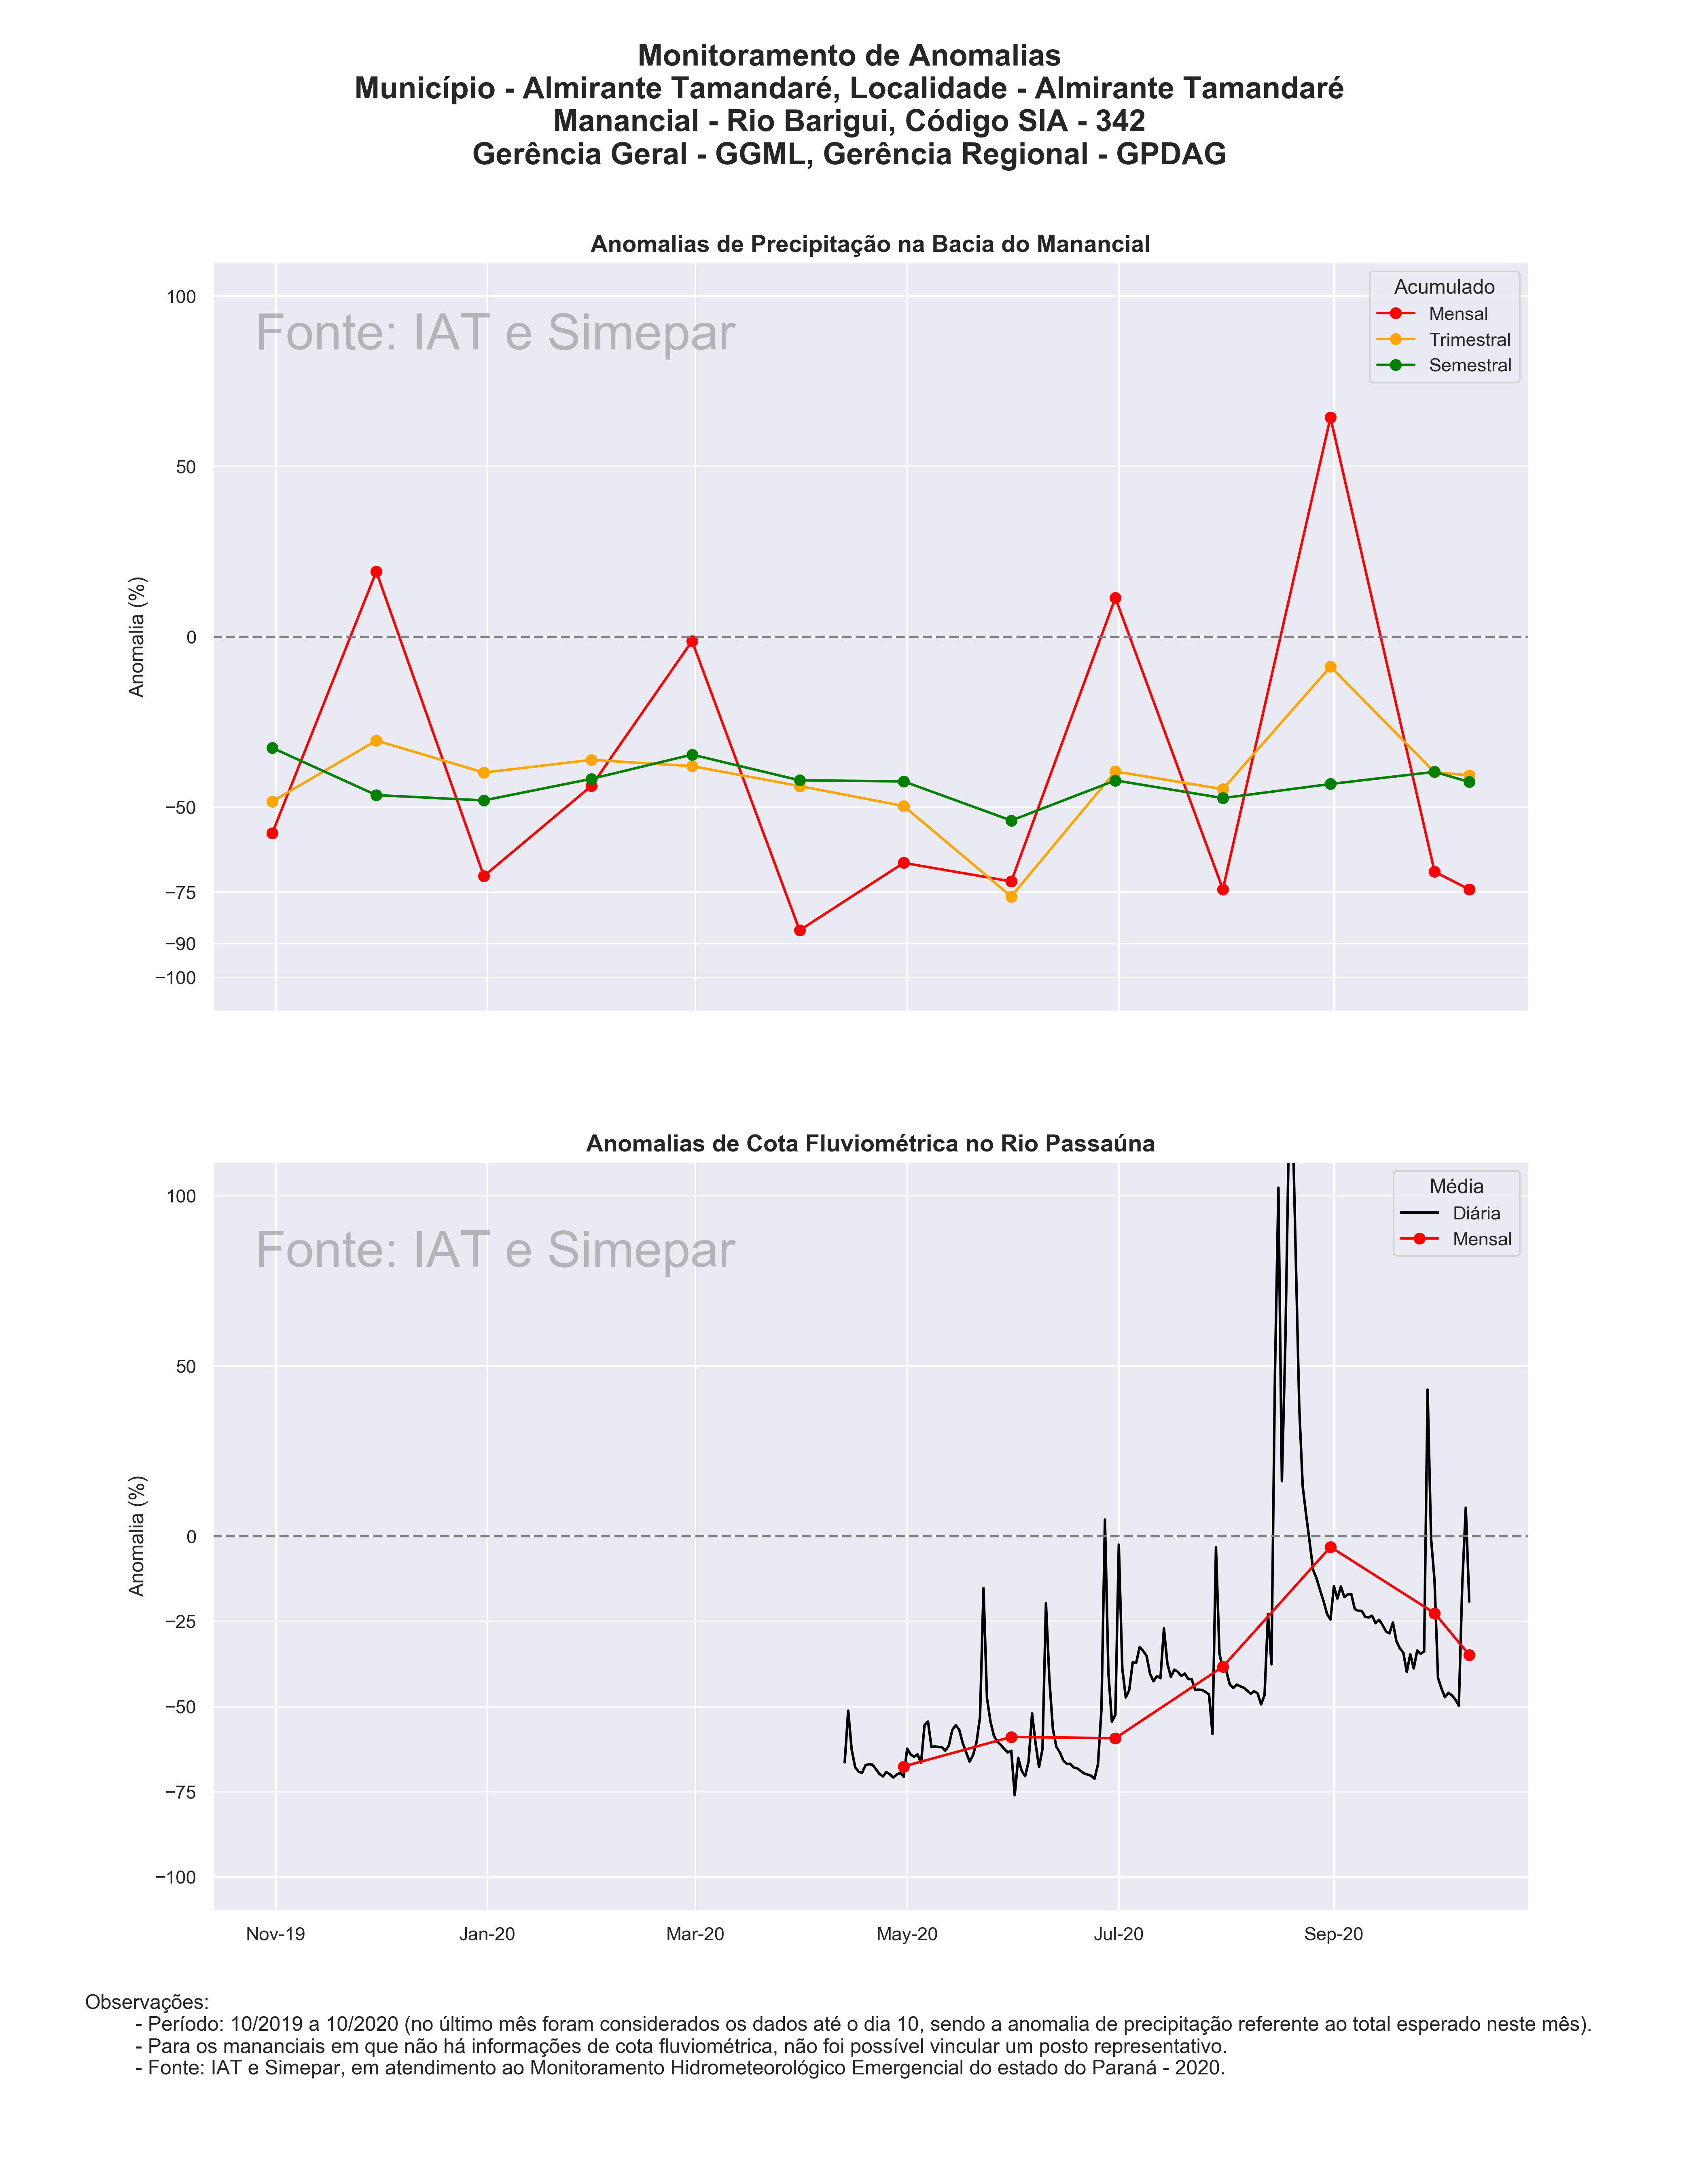 Monitoramento de Anomalias
Município - Almirante Tamandaré, Localidade - Almirante Tamandaré
Manancial - Rio Barigui, Código SIA - 342
Gerência Geral - GGML, Gerência Regional - GPDAG
Anomalias de Precipitação na Bacia do Manancial
Fonte: IAT e Simepar
Acumulado
Mensal
Trimestral
Semestral
Anomalia (%)
100
50
0
−50
−75
−90
−100
Anomalias de Cota Fluviométrica no Rio Passaúna
Fonte: IAT e Simepar
Média
Diária
Mensal
Anomalia (%)
100
50
0
−25
−50
−75
−100
Nov-19 Jan-20 Mar-20 May-20 Jul-20 Sep-20
Observações:
- Período: 10/2019 a 10/2020 (no último mês foram considerados os dados até o dia 10, sendo a anomalia de precipitação referente ao total esperado neste mês).
- Para os mananciais em que não há informações de cota fluviométrica, não foi possível vincular um posto representativo.
- Fonte: IAT e Simepar, em atendimento ao Monitoramento Hidrometeorológico Emergencial do estado do Paraná - 2020.